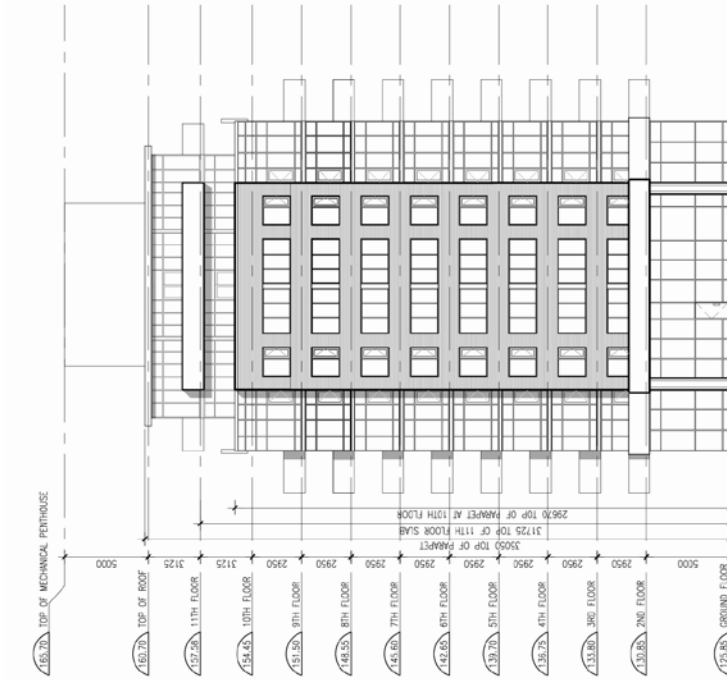 165.70 TOP OF MECHANICAL PENTHOUSE
160.70 TOP OF ROOF
157.58 11TH FLOOR
154.45 10TH FLOOR
151.50 9TH FLOOR
148.55 8TH FLOOR
145.60 7TH FLOOR
142.65 6TH FLOOR
139.70 5TH FLOOR
136.75 4TH FLOOR
133.80 3RD FLOOR
130.85 2ND FLOOR
125.85 GROUND FLOOR
5000
3125
3125
2950
2950
2950
2950
2950
2950
2950
2950
5000
35050 TOP OF PARAPET
31725 TOP OF 11TH FLOOR SLAB
29670 TOP OF PARAPET AT 10TH FLOOR